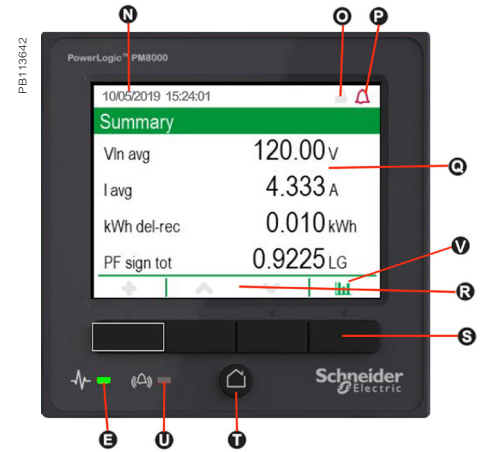 N O P
PB113642
PowerLogic™ PM8000
10/05/2019 15:24:01
Summary
Vln avg 120.00 V
I avg 4.333 A
kWh del-rec 0.010 kWh
PF sign tot 0.9225 LG
Q
V
R
S
Schneider
Electric
E U T